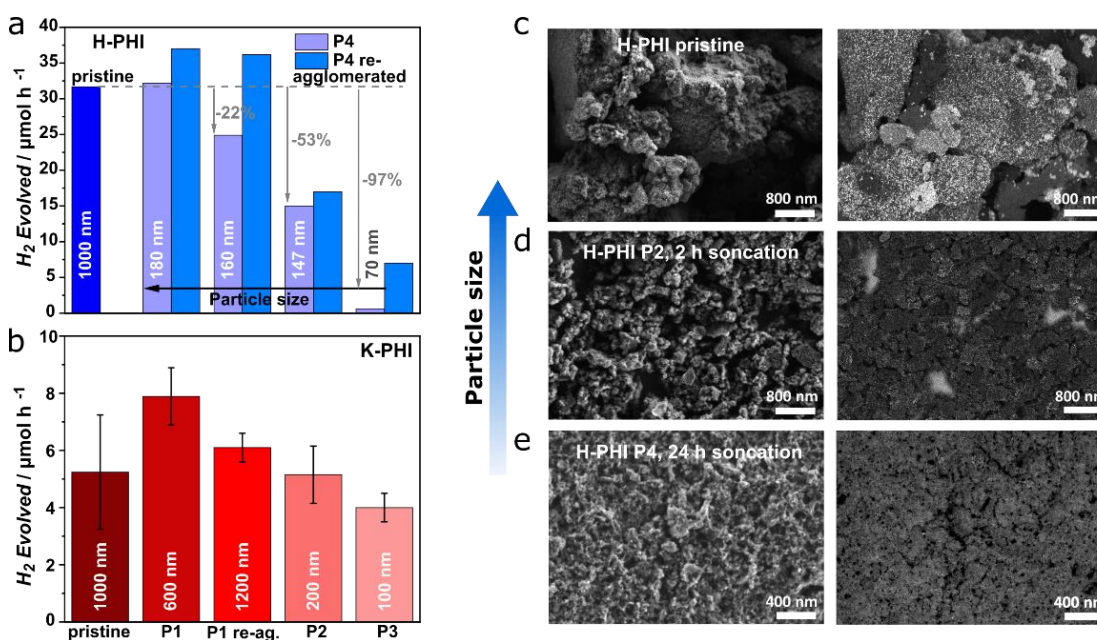 a
H-PHI
P4
P4 re-
agglomerated
pristine
-22%
-53%
-97%
1000 nm
180 nm
160 nm
147 nm
70 nm
Particle size
40
35
30
25
20
15
10
5
0
H2 Evolved / µmol h -1
b
K-PHI
10
8
6
4
2
0
H2 Evolved / µmol h -1
1000 nm
600 nm
1200 nm
200 nm
100 nm
pristine
P1
P1 re-ag.
P2
P3
Particle size
c
H-PHI pristine
800 nm
800 nm
d
H-PHI P2, 2 h soncation
800 nm
800 nm
e
H-PHI P4, 24 h soncation
400 nm
400 nm